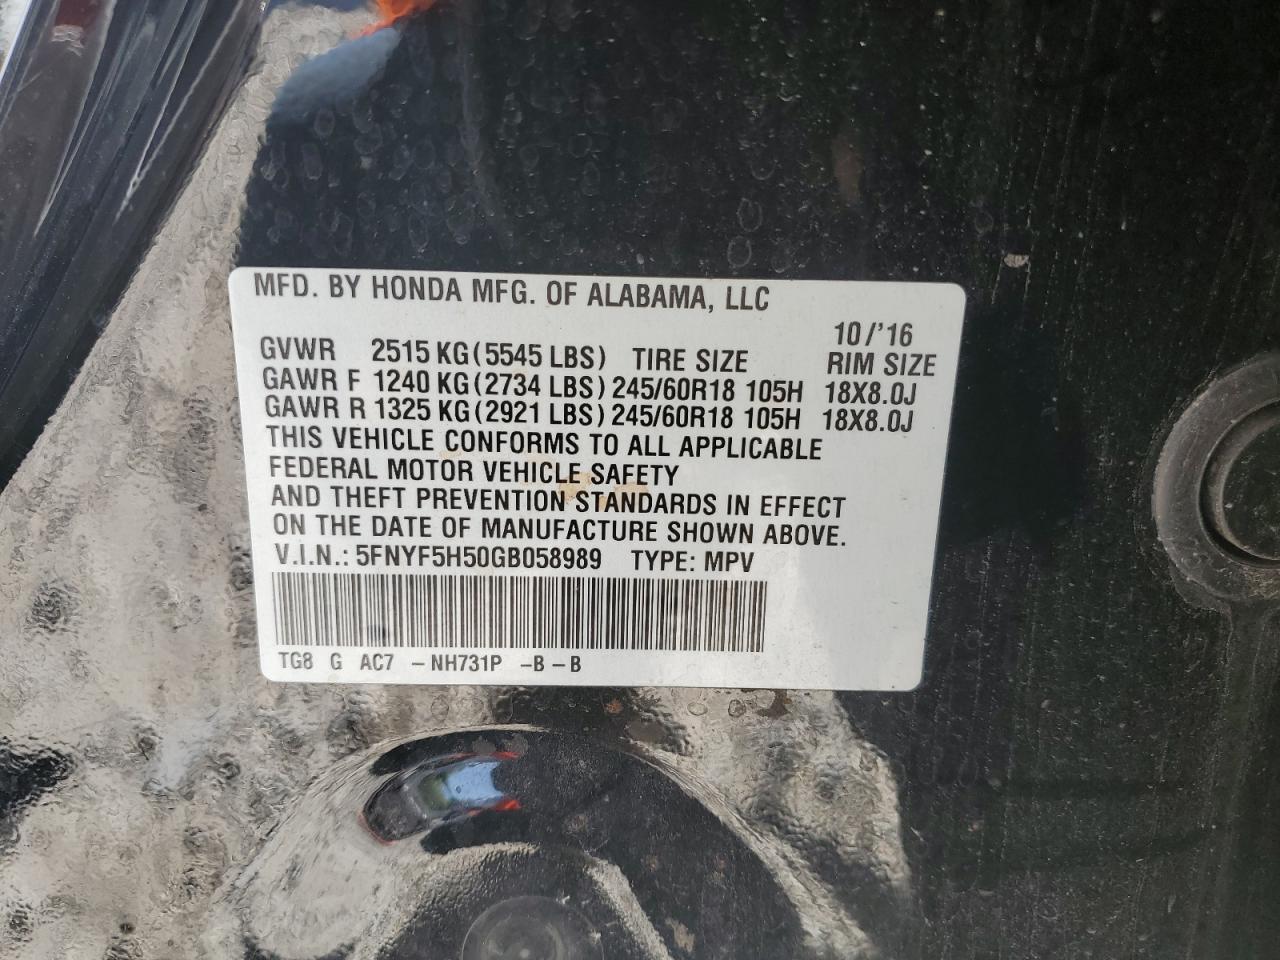 MFD. BY HONDA MFG. OF ALABAMA, LLC
10/'16
GVWR 2515 KG(5545 LBS) TIRE SIZE RIM SIZE
GAWR F 1240 KG(2734 LBS) 245/60R18 105H 18X8.0J
GAWR R 1325 KG(2921 LBS) 245/60R18 105H 18X8.0J
THIS VEHICLE CONFORMS TO ALL APPLICABLE
FEDERAL MOTOR VEHICLE SAFETY
AND THEFT PREVENTION STANDARDS IN EFFECT
ON THE DATE OF MANUFACTURE SHOWN ABOVE.
V.I.N.: 5FNYF5H50GB058989 TYPE: MPV
TG8 G AC7 -NH731P -B-B